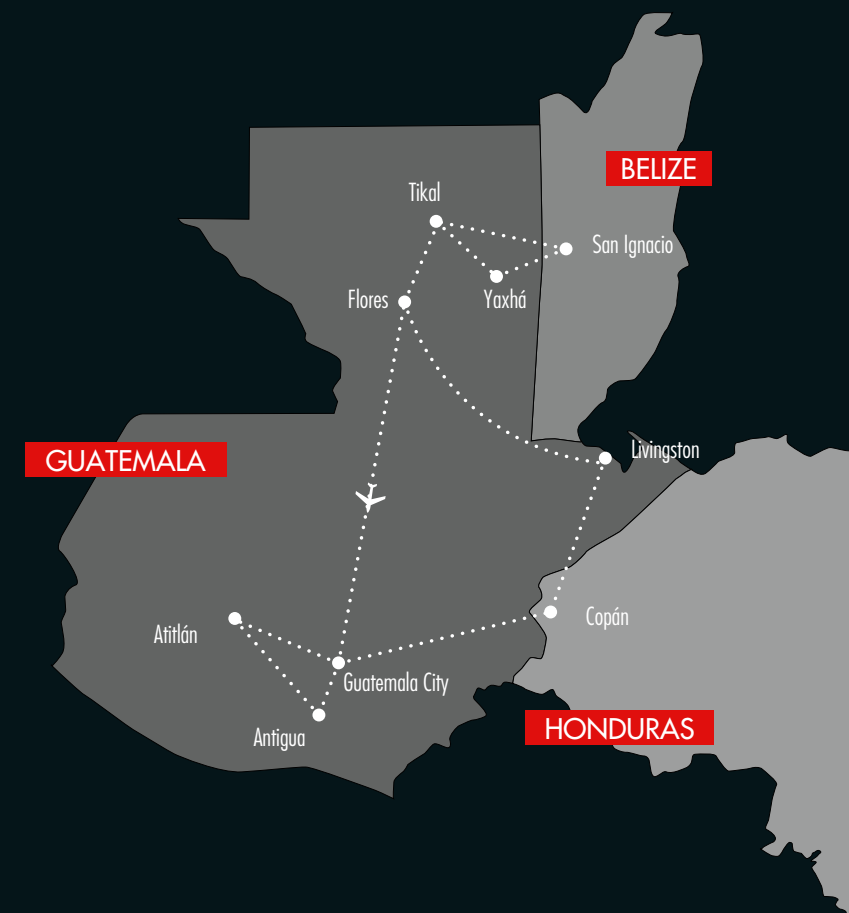 BELIZE
Tikal
San Ignacio
Flores
Yaxhá
GUATEMALA
Livingston
Atitlán
Copán
Guatemala City
Antigua
HONDURAS